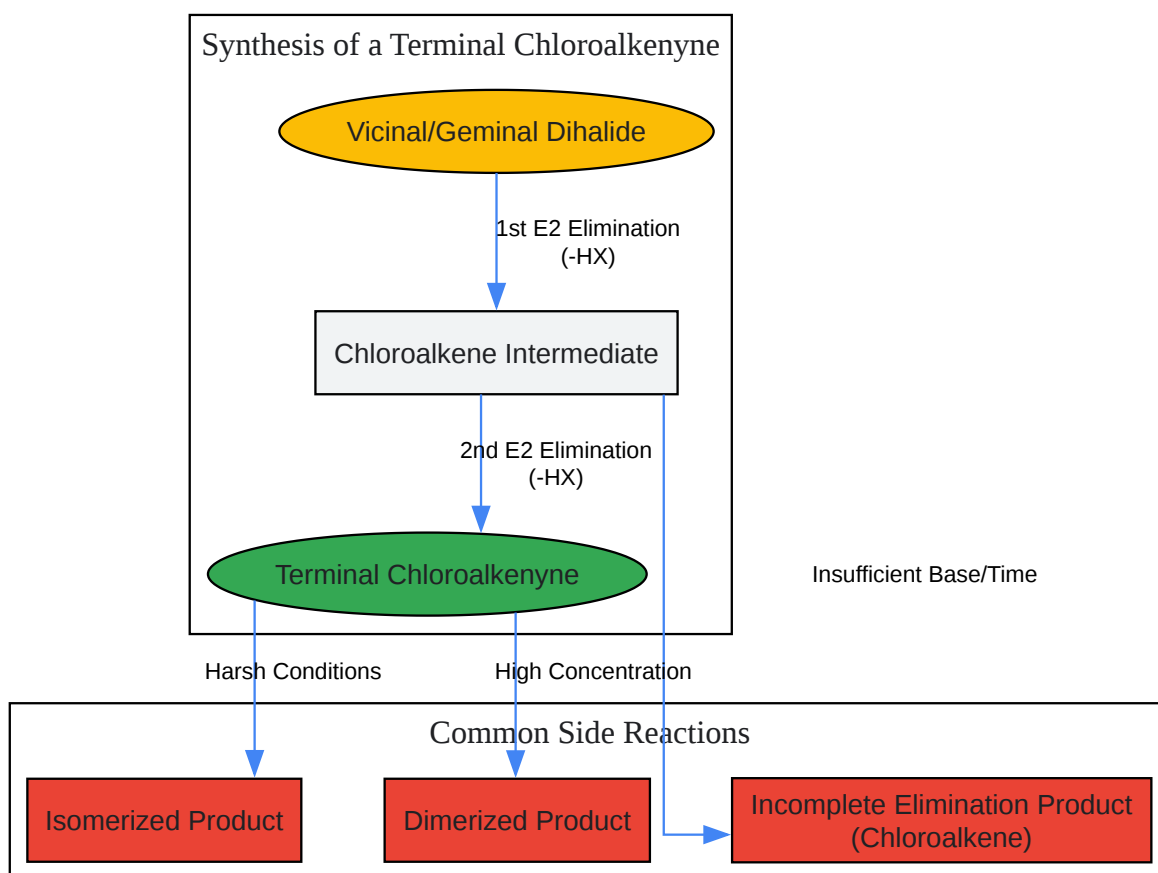 Synthesis of a Terminal Chloroalkenyne
Vicinal/Geminal Dihalide
1st E2 Elimination
(-HX)
Chloroalkene Intermediate
2nd E2 Elimination
(-HX)
Terminal Chloroalkenyne
Insufficient Base/Time
Harsh Conditions
High Concentration
Common Side Reactions
Isomerized Product
Dimerized Product
Incomplete Elimination Product
(Chloroalkene)